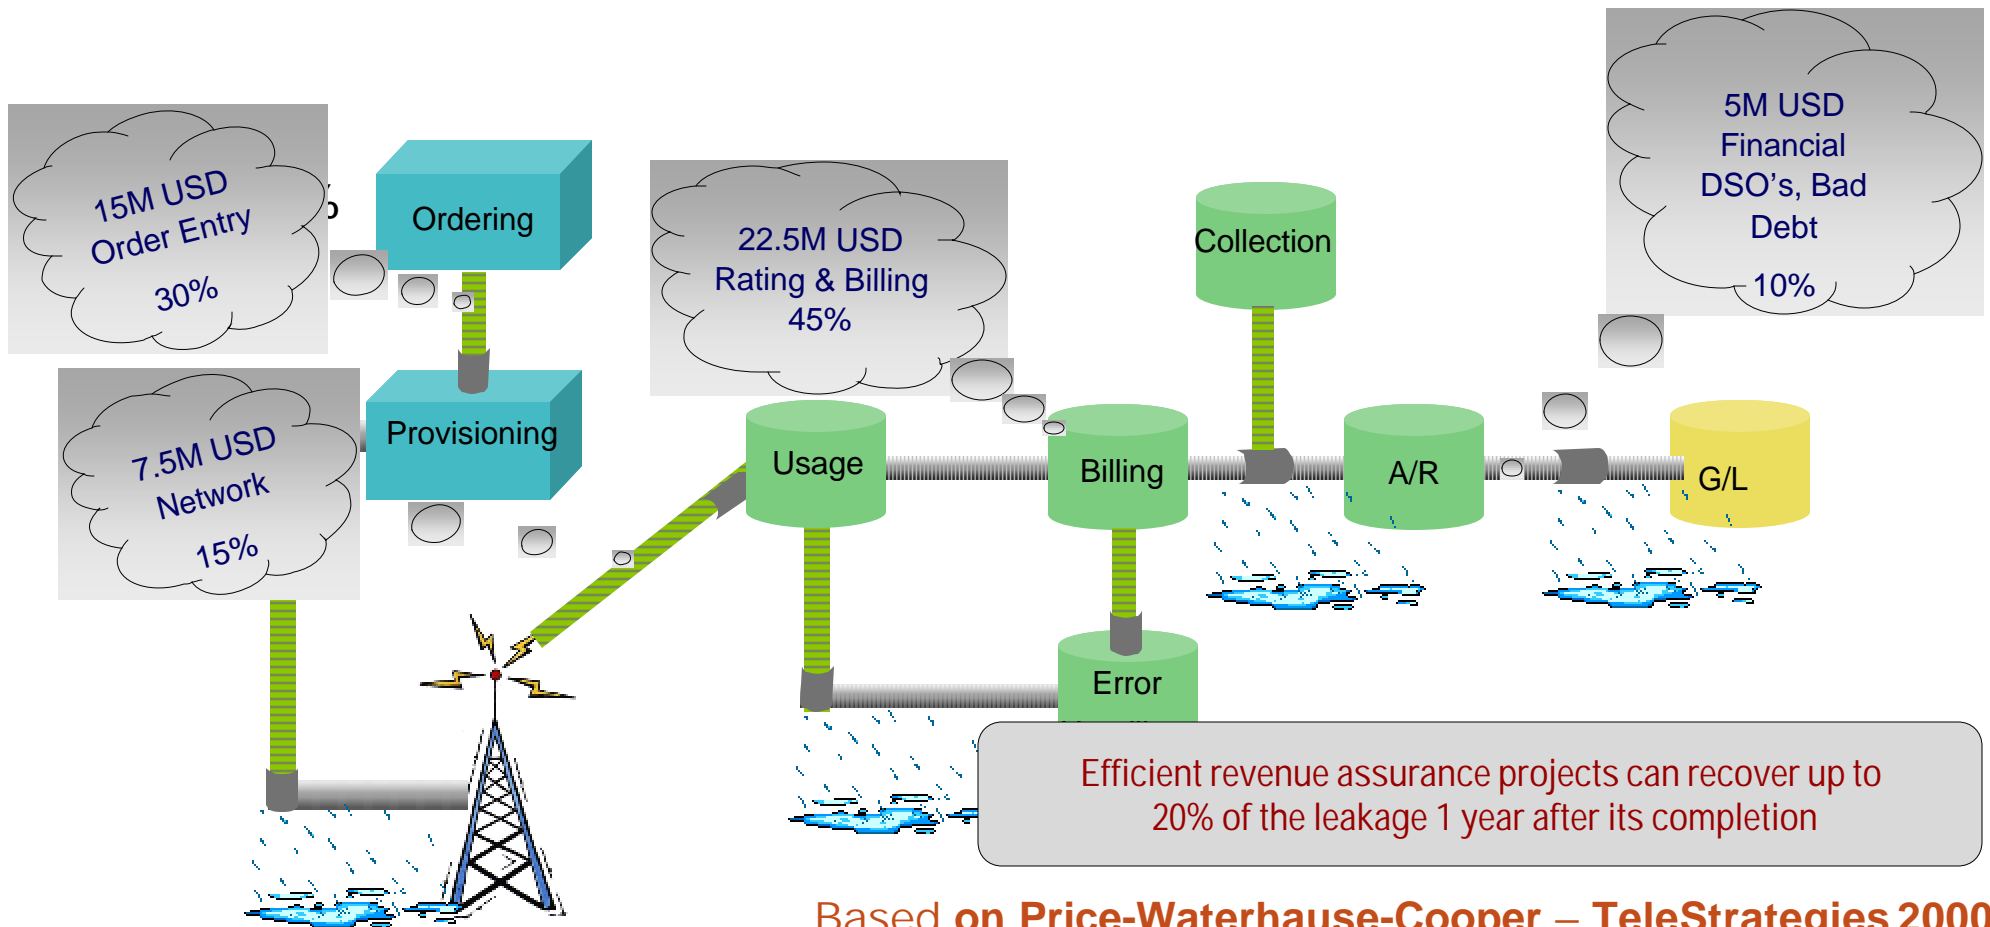 15M USD
Order Entry
30%
%
Ordering
22.5M USD
Rating & Billing
45%
Collection
5M USD
Financial
DSO's, Bad
Debt
10%
7.5M USD
Network
15%
Provisioning
Usage
Billing
A/R
G/L
Error
Efficient revenue assurance projects can recover up to
20% of the leakage 1 year after its completion
Based on Price-Waterhause-Cooper – TeleStrategies 2000